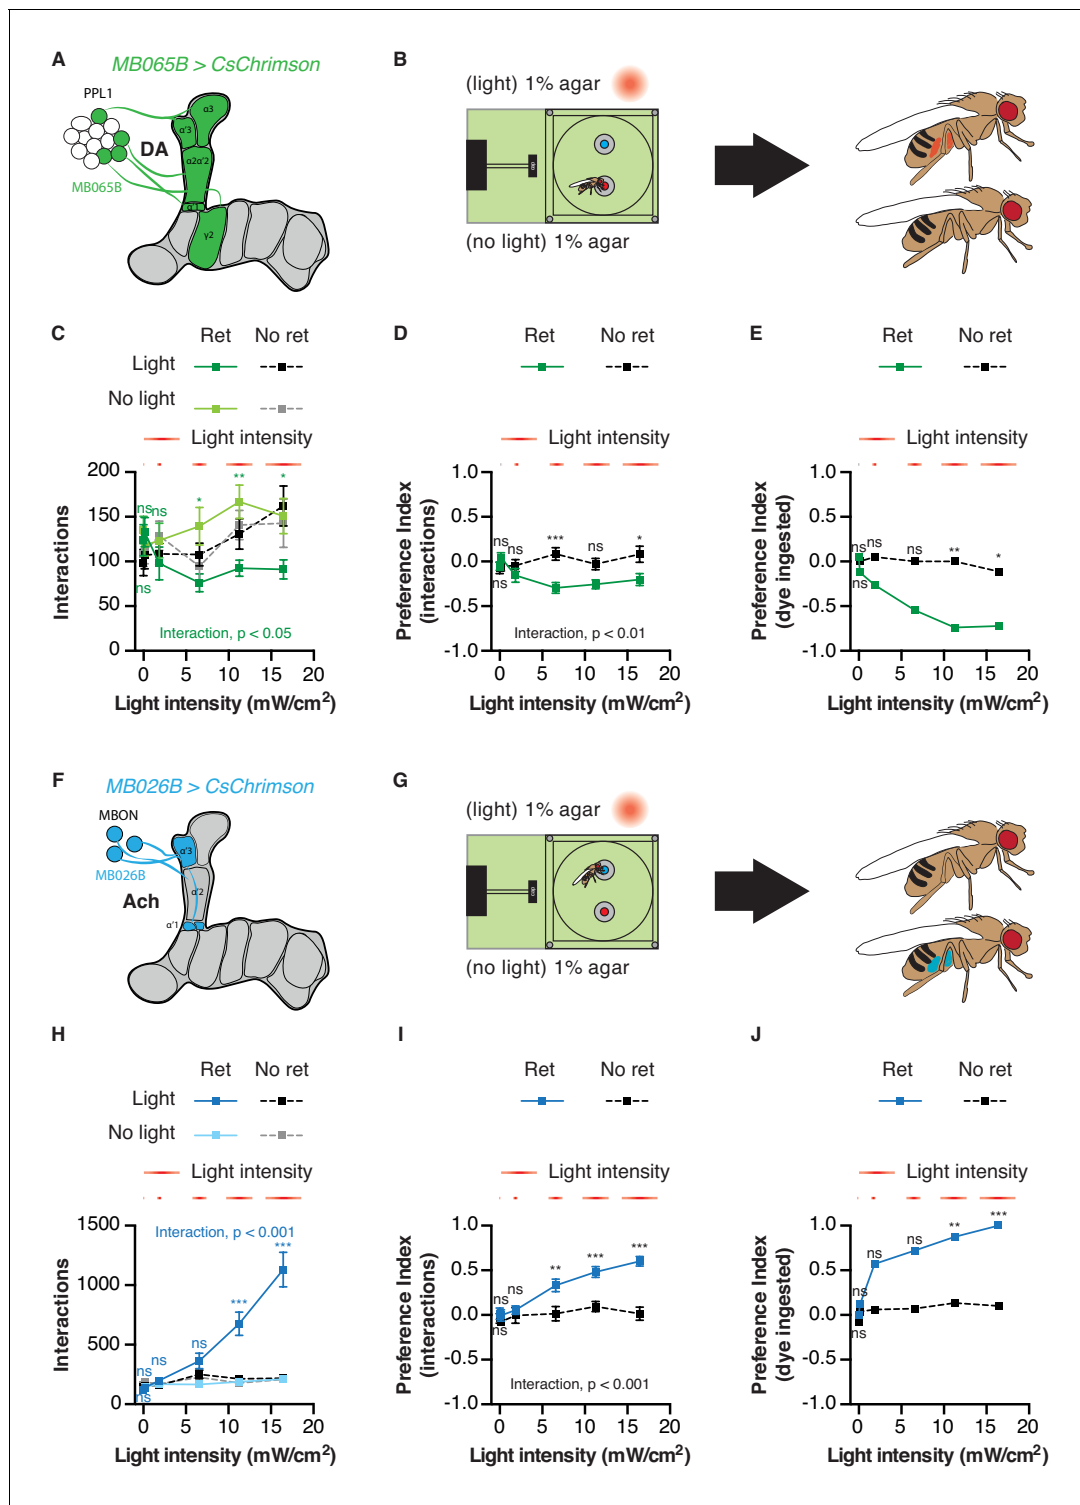 A
MB065B > CsChrimson
PPL1
DA
MB065B
α3
α'3
α2α'2
γ2
B
(light) 1% agar
(no light) 1% agar
C
Ret
No ret
Light
No light
Light intensity
200
150
100
50
0
Interactions
ns
ns
ns
*
**
*
Interaction, p < 0.05
0
5
10
15
20
Light intensity (mW/cm2)
D
Ret
No ret
Light intensity
1.0
0.5
0.0
-0.5
-1.0
Preference Index
(interactions)
ns
ns
ns
***
ns
*
Interaction, p < 0.01
0
5
10
15
20
Light intensity (mW/cm2)
E
Ret
No ret
Light intensity
1.0
0.5
0.0
-0.5
-1.0
Preference Index
(dye ingested)
ns
ns
ns
ns
**
*
0
5
10
15
20
Light intensity (mW/cm2)
F
MB026B > CsChrimson
MBON
MB026B
Ach
α'3
α'2
α'1
G
(light) 1% agar
(no light) 1% agar
H
Ret
No ret
Light
No light
Light intensity
1500
1000
500
0
Interactions
Interaction, p < 0.001
ns
ns
ns
ns
***
***
0
5
10
15
20
Light intensity (mW/cm2)
I
Ret
No ret
Light intensity
1.0
0.5
0.0
-0.5
-1.0
Preference Index
(interactions)
ns
ns
ns
**
***
***
Interaction, p < 0.001
0
5
10
15
20
Light intensity (mW/cm2)
J
Ret
No ret
Light intensity
1.0
0.5
0.0
-0.5
-1.0
Preference Index
(dye ingested)
ns
ns
ns
ns
**
***
0
5
10
15
20
Light intensity (mW/cm2)